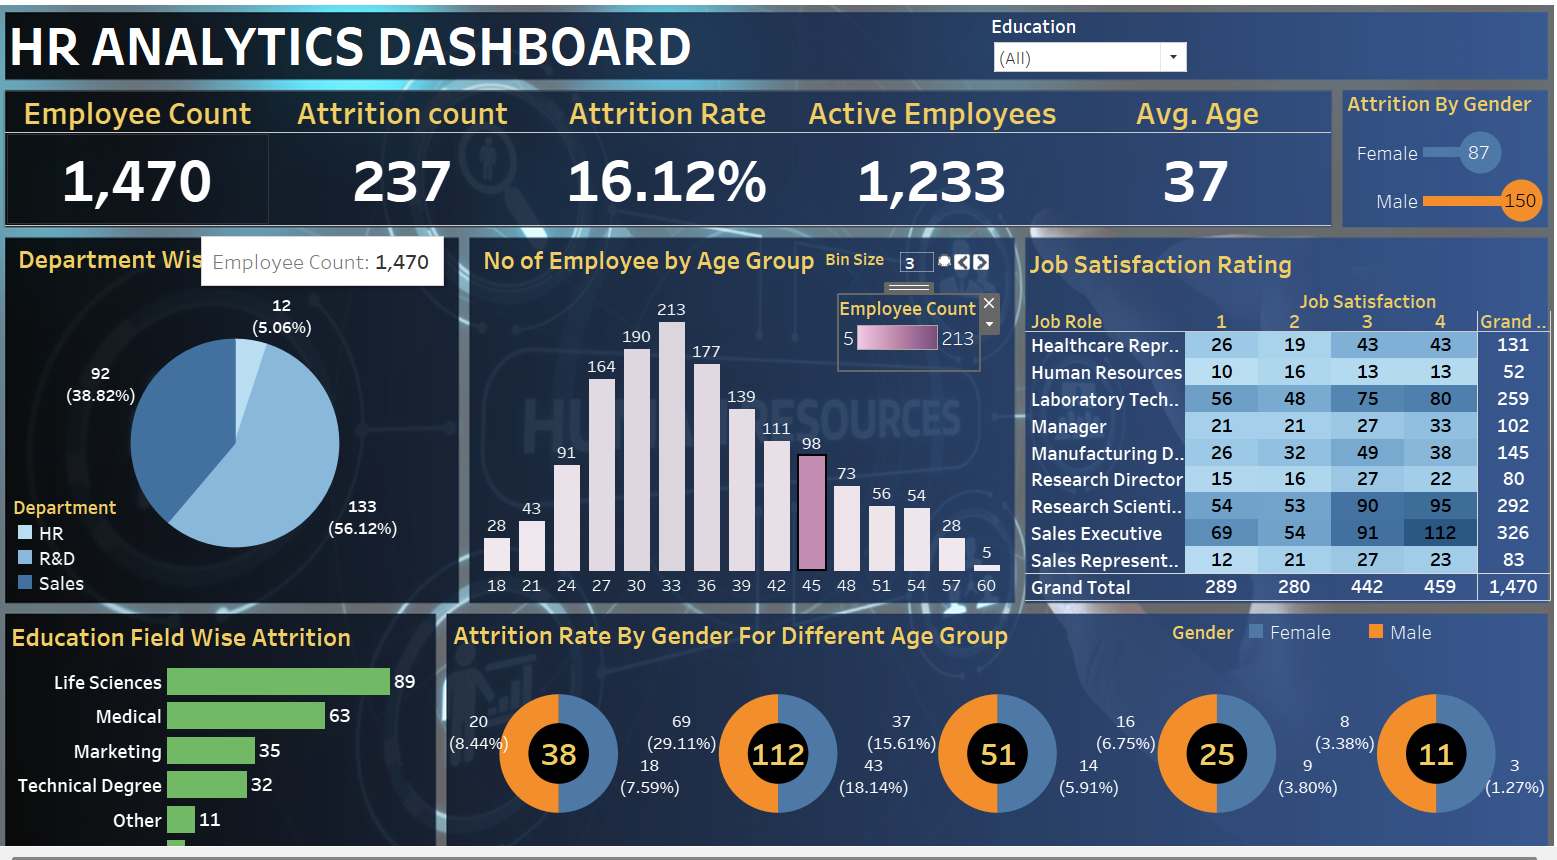 HR ANALYTICS DASHBOARD
Education
(All)
Employee Count Attrition count Attrition Rate Active Employees Avg. Age
1,470 237 16.12% 1,233 37
Attrition By Gender
Female 87
Male 150
Department Wis
Employee Count: 1,470
12
(5.06%)
92
(38.82%)
133
(56.12%)
Department
HR
R&D
Sales
No of Employee by Age Group
Bin Size 3
Employee Count
5 213
28 43 91 164 190 213 177 139 111 98 73 56 54 28 5
18 21 24 27 30 33 36 39 42 45 48 51 54 57 60
HUMAN RESOURCES
Job Satisfaction Rating
Job Satisfaction
Job Role 1 2 3 4 Grand ..
Healthcare Repr.. 26 19 43 43 131
Human Resources 10 16 13 13 52
Laboratory Tech.. 56 48 75 80 259
Manager 21 21 27 33 102
Manufacturing D.. 26 32 49 38 145
Research Director 15 16 27 22 80
Research Scienti.. 54 53 90 95 292
Sales Executive 69 54 91 112 326
Sales Represent.. 12 21 27 23 83
Grand Total 289 280 442 459 1,470
Education Field Wise Attrition
Life Sciences 89
Medical 63
Marketing 35
Technical Degree 32
Other 11
Attrition Rate By Gender For Different Age Group
Gender Female Male
20
(8.44%)
38
18
(7.59%)
69
(29.11%)
112
43
(18.14%)
37
(15.61%)
51
14
(5.91%)
16
(6.75%)
25
9
(3.80%)
8
(3.38%)
11
3
(1.27%)